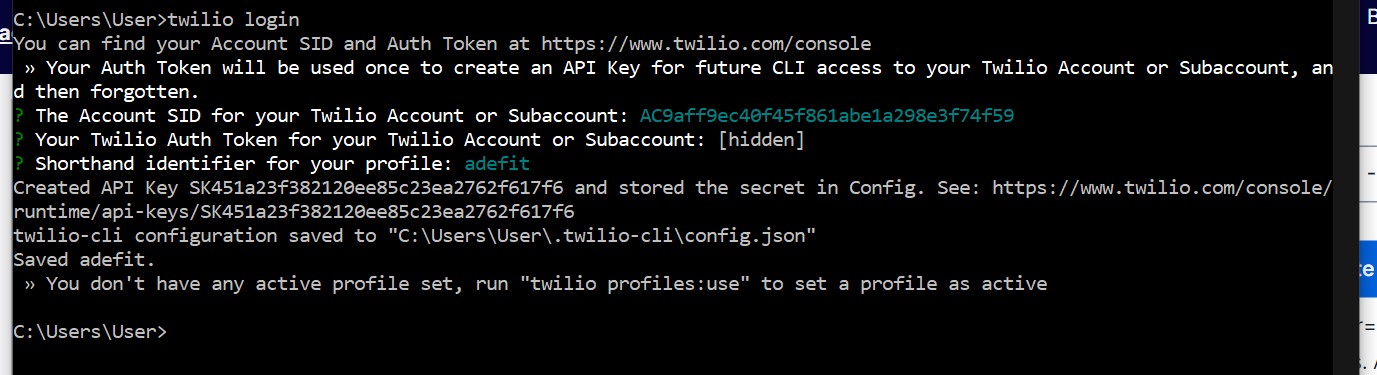 C:\Users\User>twilio login
You can find your Account SID and Auth Token at https://www.twilio.com/console
» Your Auth Token will be used once to create an API Key for future CLI access to your Twilio Account or Subaccount, an
d then forgotten.
? The Account SID for your Twilio Account or Subaccount: AC9aff9ec40f45f861abe1a298e3f74f59
? Your Twilio Auth Token for your Twilio Account or Subaccount: [hidden]
? Shorthand identifier for your profile: adefit
Created API Key SK451a23f382120ee85c23ea2762f617f6 and stored the secret in Config. See: https://www.twilio.com/console/
runtime/api-keys/SK451a23f382120ee85c23ea2762f617f6
twilio-cli configuration saved to "C:\Users\User\.twilio-cli\config.json"
Saved adefit.
» You don't have any active profile set, run "twilio profiles:use" to set a profile as active
C:\Users\User>